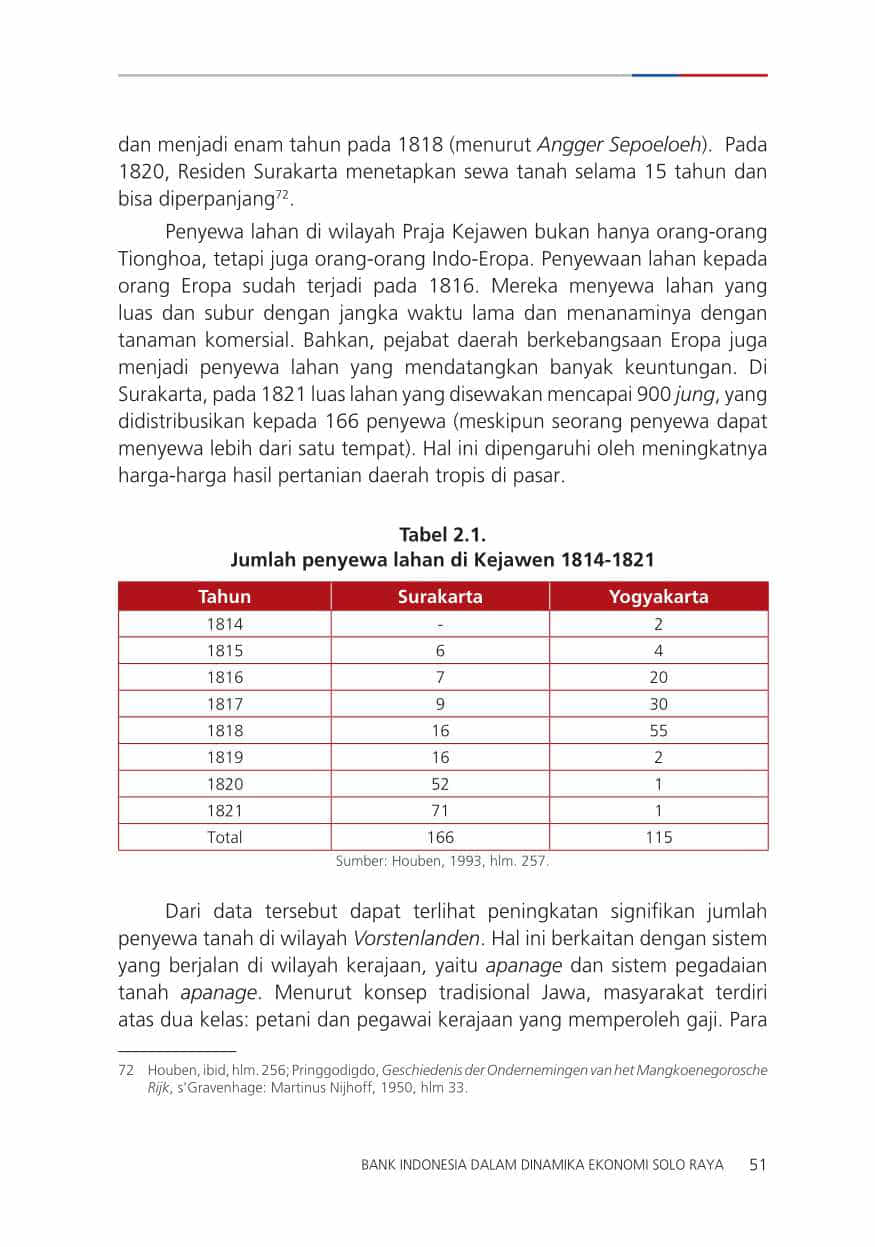 dan menjadi enam tahun pada 1818 (menurut Angger Sepoeloeh).  Pada
1820, Residen Surakarta menetapkan sewa tanah selama 15 tahun dan
bisa diperpanjang72.
Penyewa lahan di wilayah Praja Kejawen bukan hanya orang-orang
Tionghoa, tetapi juga orang-orang Indo-Eropa. Penyewaan lahan kepada
orang Eropa sudah terjadi pada 1816. Mereka menyewa lahan yang
luas dan subur dengan jangka waktu lama dan menanaminya dengan
tanaman komersial. Bahkan, pejabat daerah berkebangsaan Eropa juga
menjadi penyewa lahan yang mendatangkan banyak keuntungan. Di
Surakarta, pada 1821 luas lahan yang disewakan mencapai 900 jung, yang
didistribusikan kepada 166 penyewa (meskipun seorang penyewa dapat
menyewa lebih dari satu tempat). Hal ini dipengaruhi oleh meningkatnya
harga-harga hasil pertanian daerah tropis di pasar.
Tabel 2.1.
Jumlah penyewa lahan di Kejawen 1814-1821
Tahun Surakarta Yogyakarta
1814 - 2
1815 6 4
1816 7 20
1817 9 30
1818 16 55
1819 16 2
1820 52 1
1821 71 1
Total 166 115
Sumber: Houben, 1993, hlm. 257.
Dari data tersebut dapat terlihat peningkatan signifikan jumlah
penyewa tanah di wilayah Vorstenlanden. Hal ini berkaitan dengan sistem
yang berjalan di wilayah kerajaan, yaitu apanage dan sistem pegadaian
tanah apanage. Menurut konsep tradisional Jawa, masyarakat terdiri
atas dua kelas: petani dan pegawai kerajaan yang memperoleh gaji. Para
72 Houben, ibid, hlm. 256; Pringgodigdo, Geschiedenis der Ondernemingen van het Mangkoenegorosche
Rijk, s'Gravenhage: Martinus Nijhoff, 1950, hlm 33.
BANK INDONESIA DALAM DINAMIKA EKONOMI SOLO RAYA 51